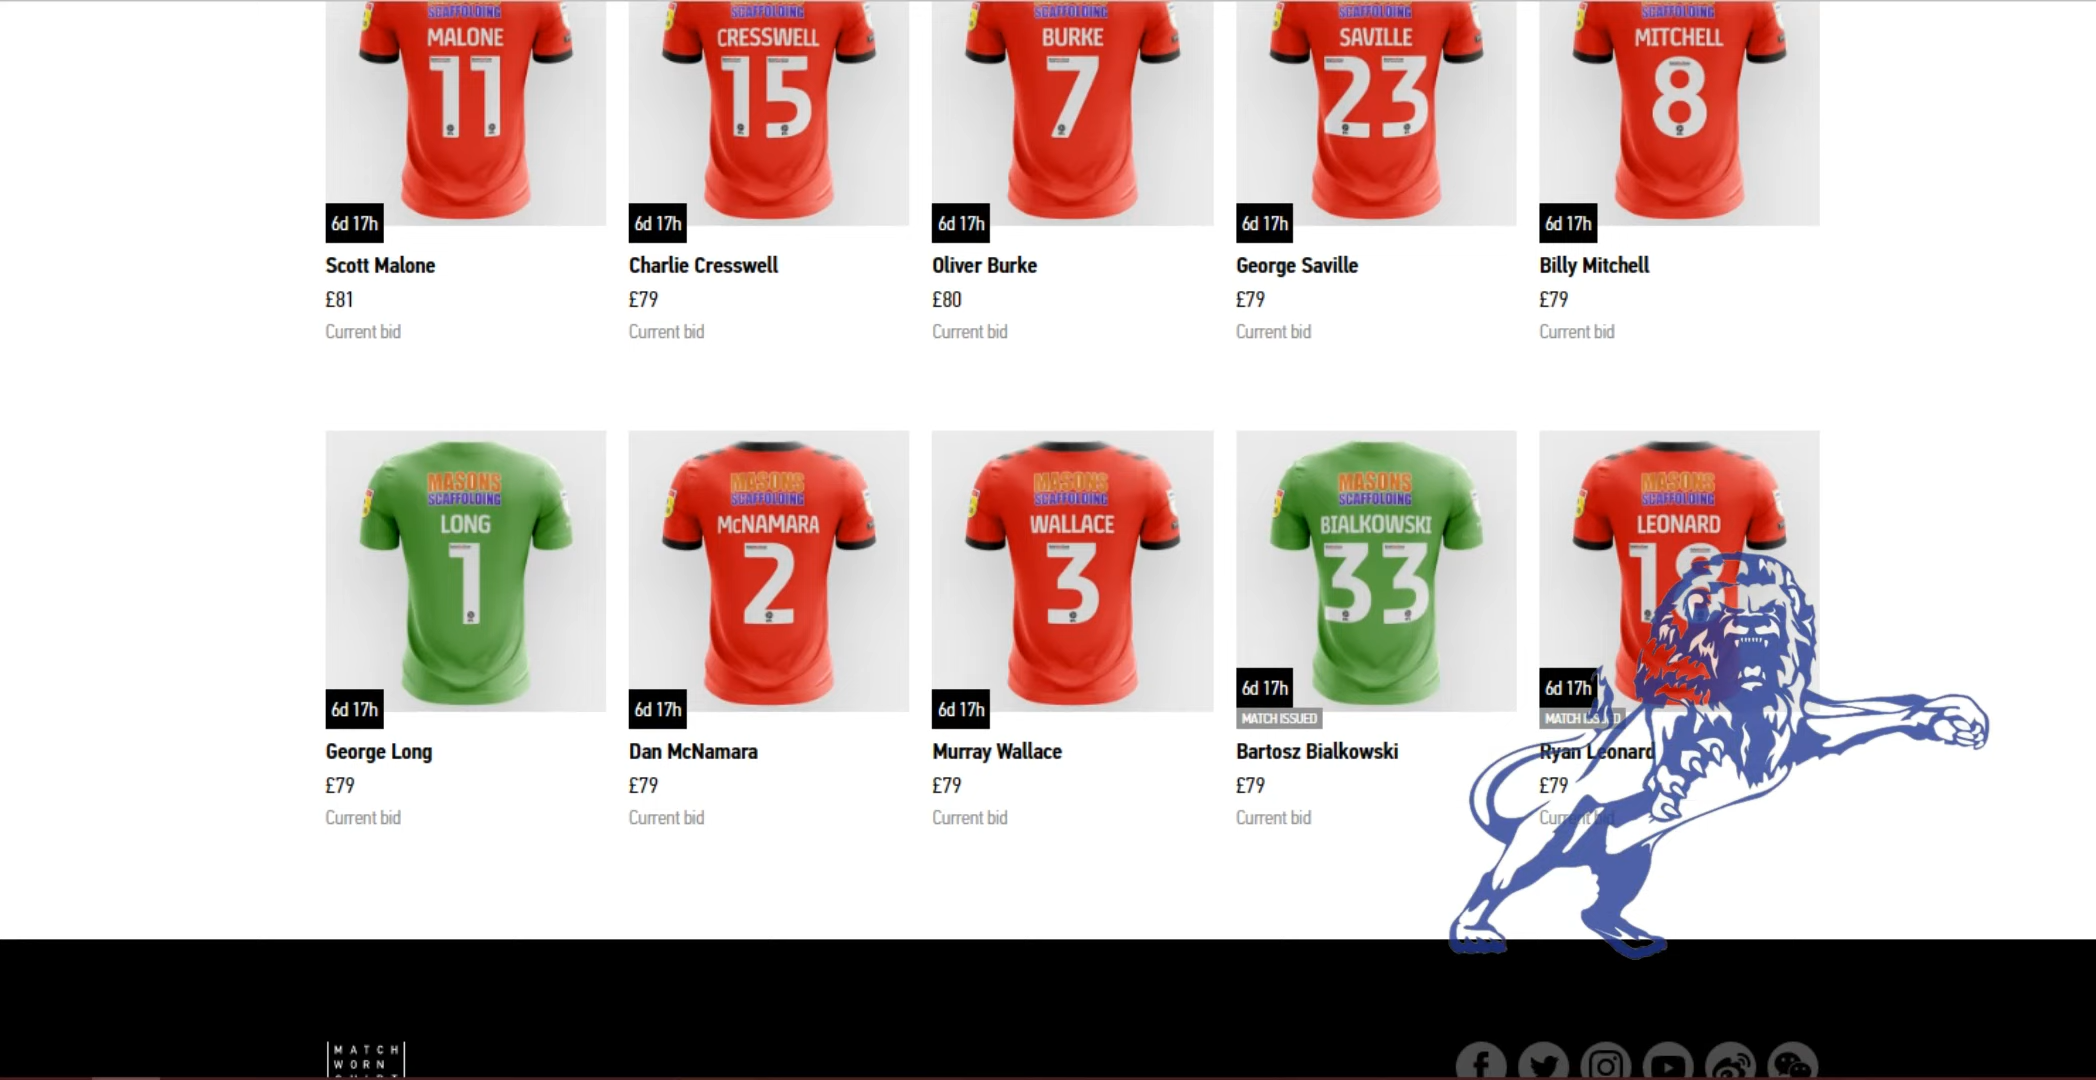 SCAFFOLDING SCAFFOLDING SCAFFOLDING SCAFFOLDING SCAFFOLDING
MALONE CRESSWELL BURKE SAVILLE MITCHELL
11 15 7 23 8
6d 17h 6d 17h 6d 17h 6d 17h 6d 17h
Scott Malone Charlie Cresswell Oliver Burke George Saville Billy Mitchell
£81 £79 £80 £79 £79
Current bid Current bid Current bid Current bid Current bid
MASONS MASONS MASONS MASONS MASONS
SCAFFOLDING SCAFFOLDING SCAFFOLDING SCAFFOLDING SCAFFOLDING
LONG McNAMARA WALLACE BIALKOWSKI LEONARD
1 2 3 33 18
6d 17h 6d 17h 6d 17h 6d 17h 6d 17h
MATCH ISSUED MATCH ISSUED
George Long Dan McNamara Murray Wallace Bartosz Bialkowski Ryan Leonard
£79 £79 £79 £79 £79
Current bid Current bid Current bid Current bid Current bid
MATCH
WORN